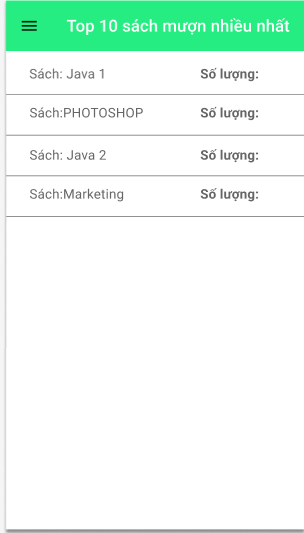 Top 10 sách mượn nhiều nhất
Sách: Java 1 Số lượng:
Sách:PHOTOSHOP Số lượng:
Sách: Java 2 Số lượng:
Sách:Marketing Số lượng: